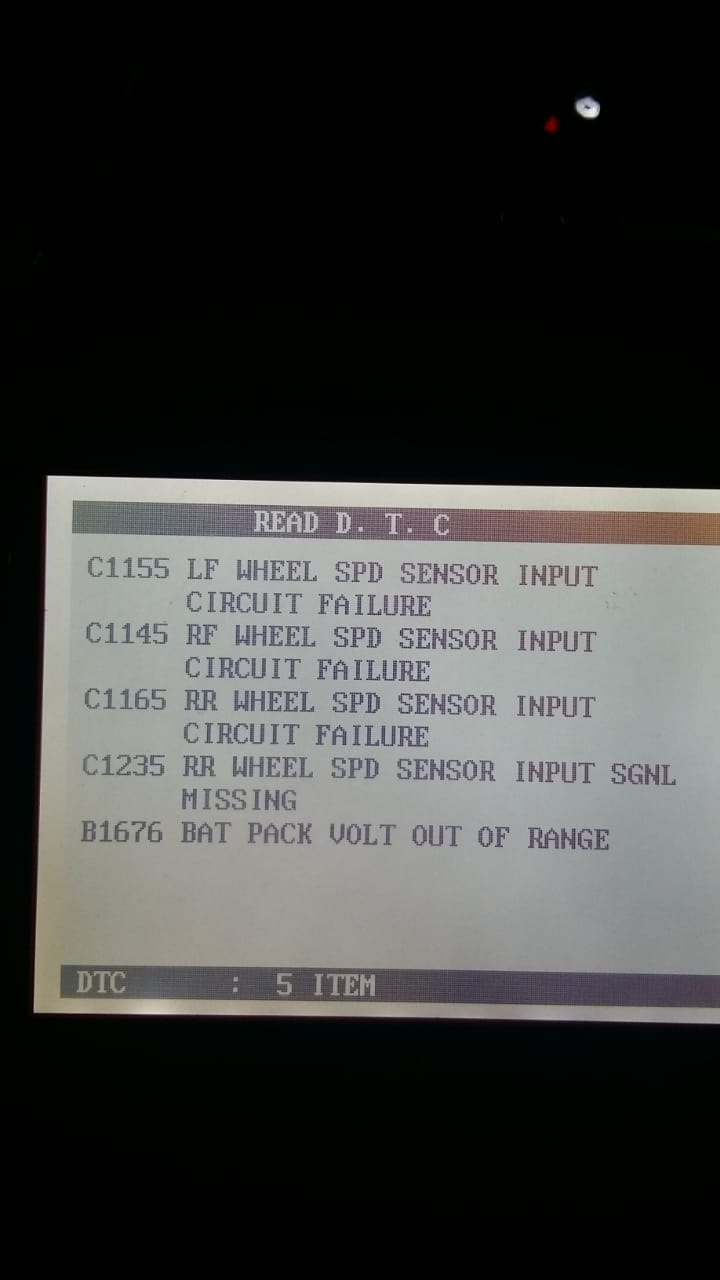 READ D. T. C
C1155 LF WHEEL SPD SENSOR INPUT
CIRCUIT FAILURE
C1145 RF WHEEL SPD SENSOR INPUT
CIRCUIT FAILURE
C1165 RR WHEEL SPD SENSOR INPUT
CIRCUIT FAILURE
C1235 RR WHEEL SPD SENSOR INPUT SGNL
MISSING
B1676 BAT PACK VOLT OUT OF RANGE
DTC : 5 ITEM